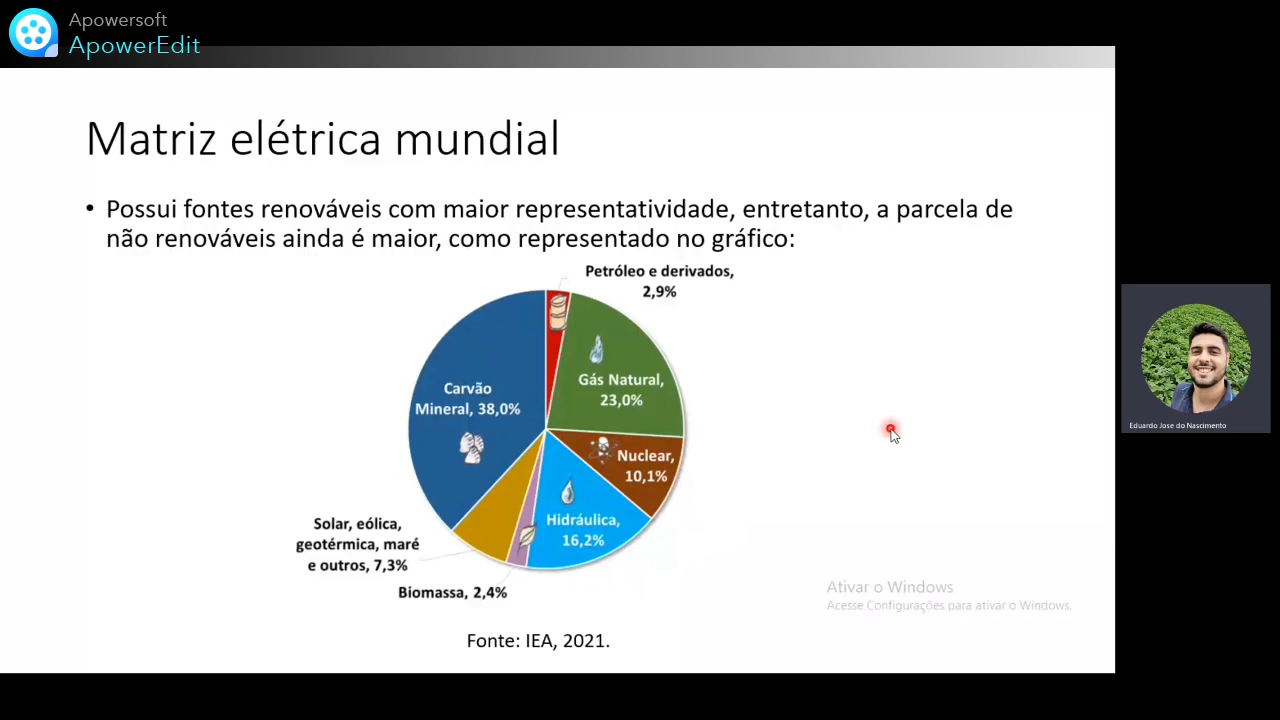 Apowersoft
ApowerEdit
Matriz elétrica mundial
• Possui fontes renováveis com maior representatividade, entretanto, a parcela de
não renováveis ainda é maior, como representado no gráfico:
Petróleo e derivados,
2,9%
Gás Natural,
23,0%
Carvão
Mineral, 38,0%
Nuclear,
10,1%
Hidráulica,
16,2%
Solar, eólica,
geotérmica, maré
e outros, 7,3%
Biomassa, 2,4%
Fonte: IEA, 2021.
Eduardo Jose do Nascimento
Ativar o Windows
Acesse Configurações para ativar o Windows.